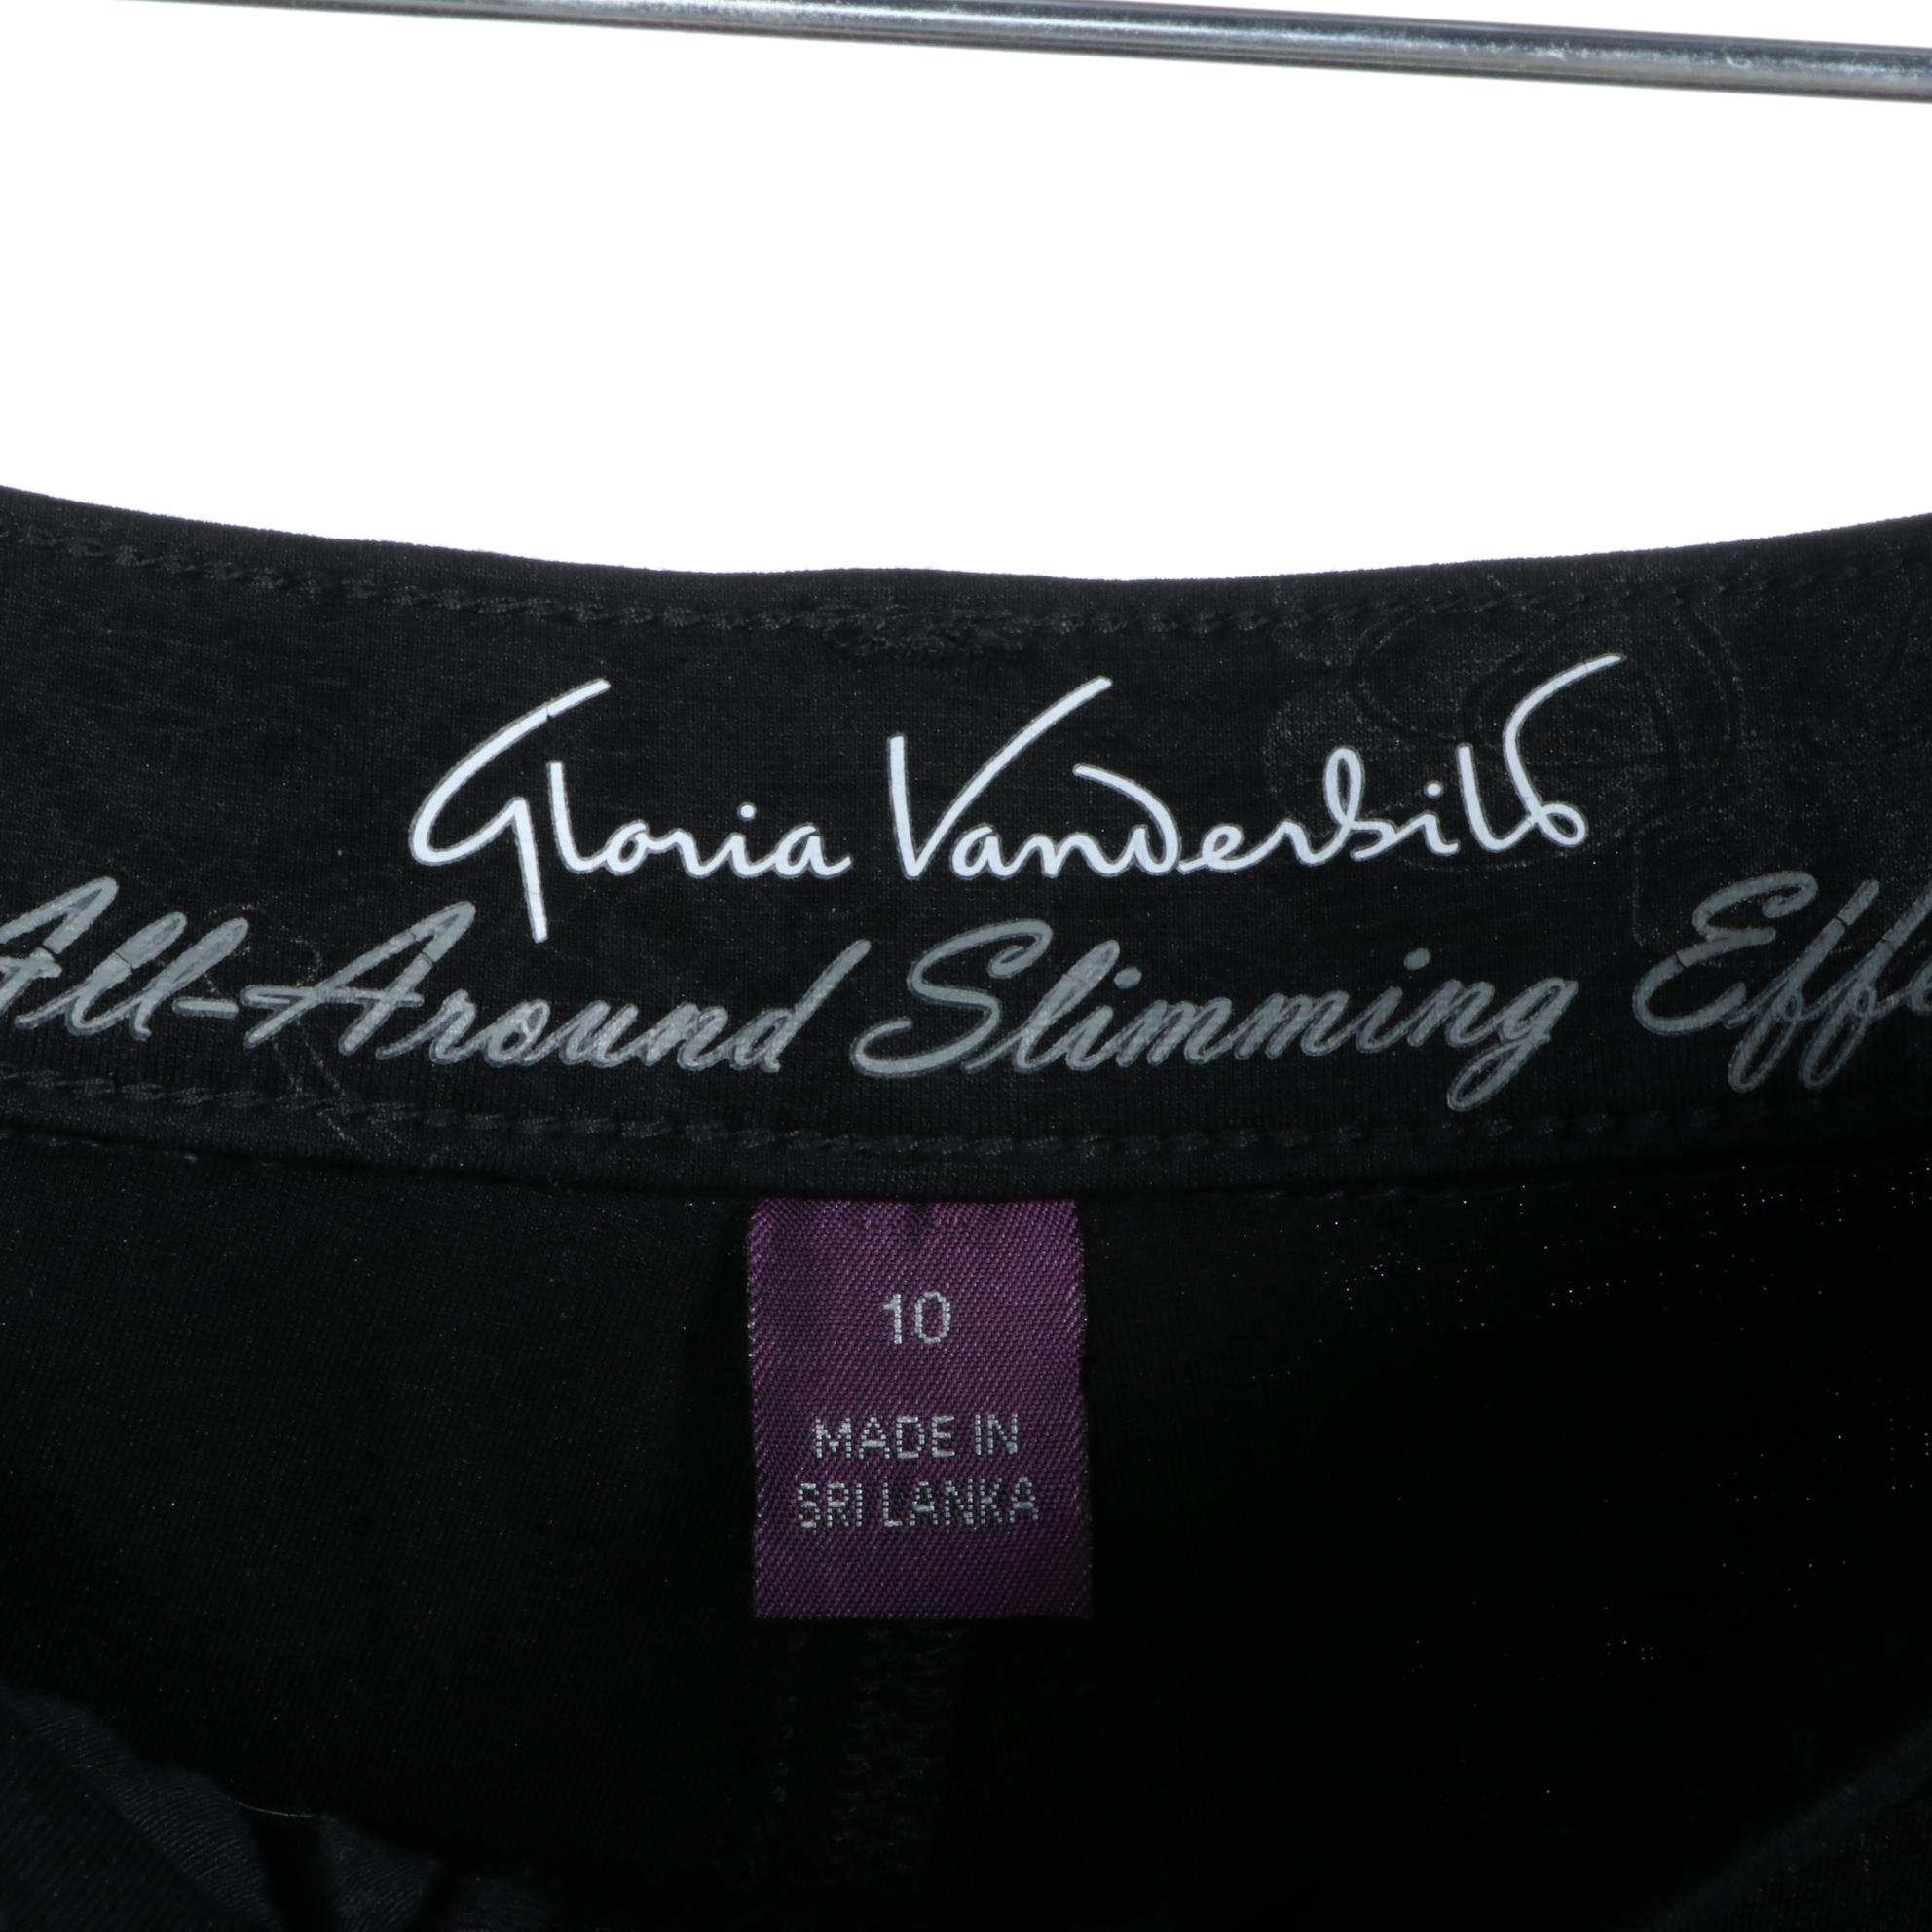 Gloria Vanderbilt
All-Around Slimming
10
MADE IN
SRI LANKA